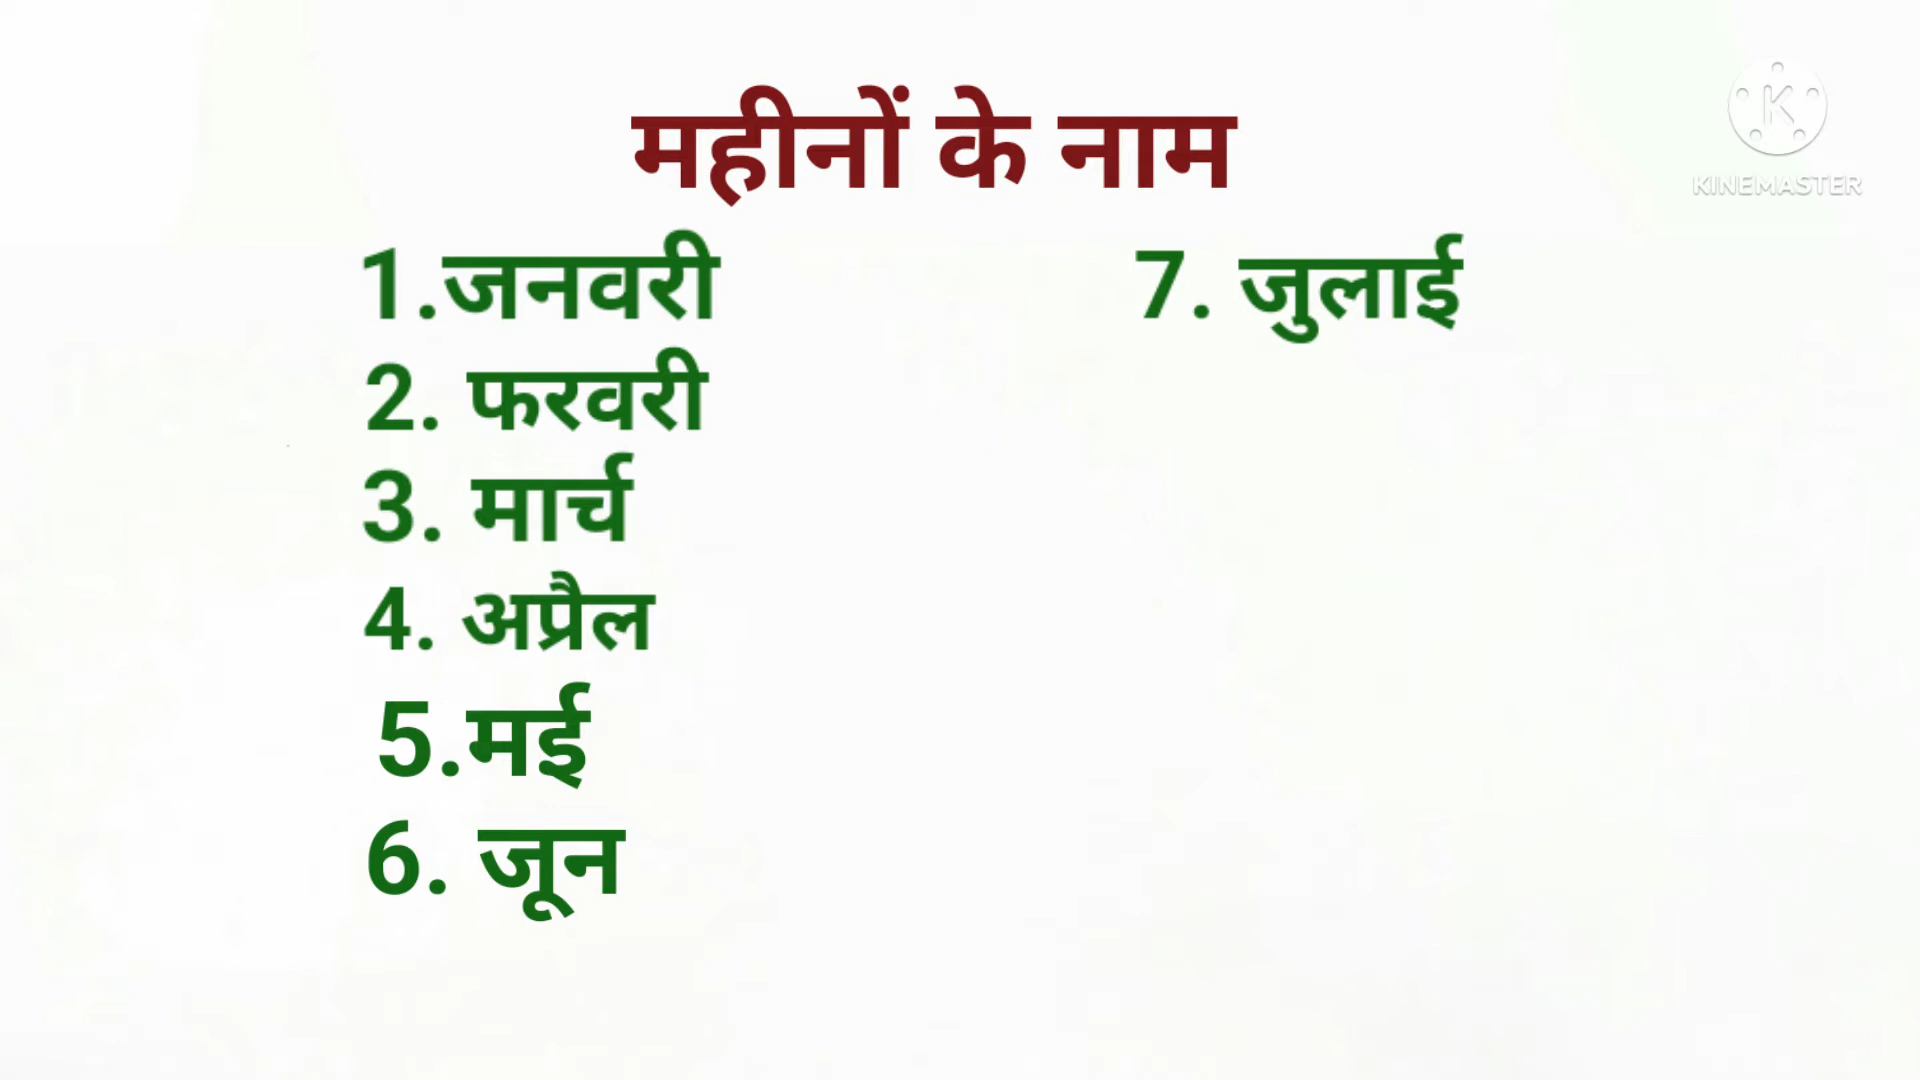 महीनों के नाम
1.जनवरी
2. फरवरी
3. मार्च
4. अप्रैल
5.मई
6. जून
7. जुलाई
K
KINEMASTER